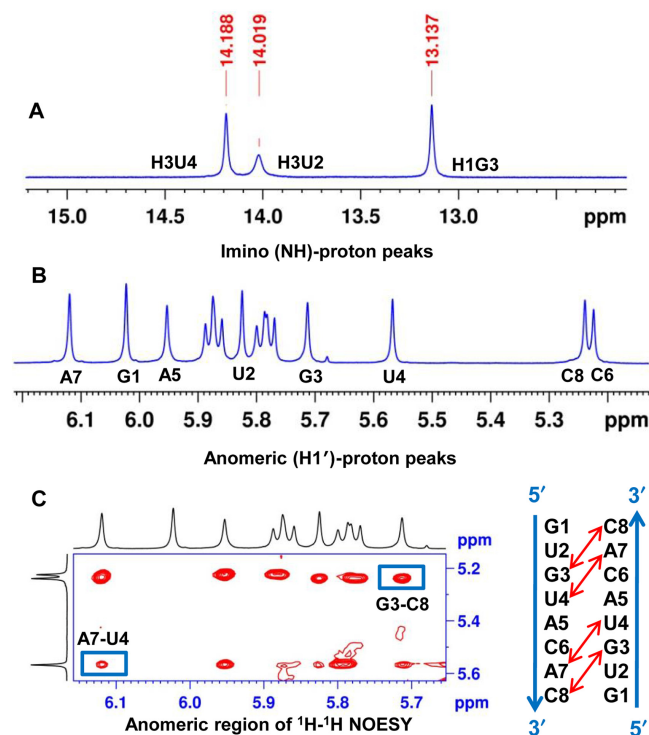 14.188
14.019
13.137
A
H3U4
H3U2
H1G3
15.0 14.5 14.0 13.5 13.0 ppm
Imino (NH)-proton peaks
B
A7 G1 A5 U2 G3 U4 C8 C6
6.1 6.0 5.9 5.8 5.7 5.6 5.5 5.4 5.3 ppm
Anomeric (H1′)-proton peaks
C
ppm
5.2
5.4
5.6
G3-C8
A7-U4
6.1 6.0 5.9 5.8 5.7 ppm
Anomeric region of ¹H-¹H NOESY
5′ 3′
G1 C8
U2 A7
G3 C6
U4 A5
A5 U4
C6 G3
A7 U2
C8 G1
3′ 5′